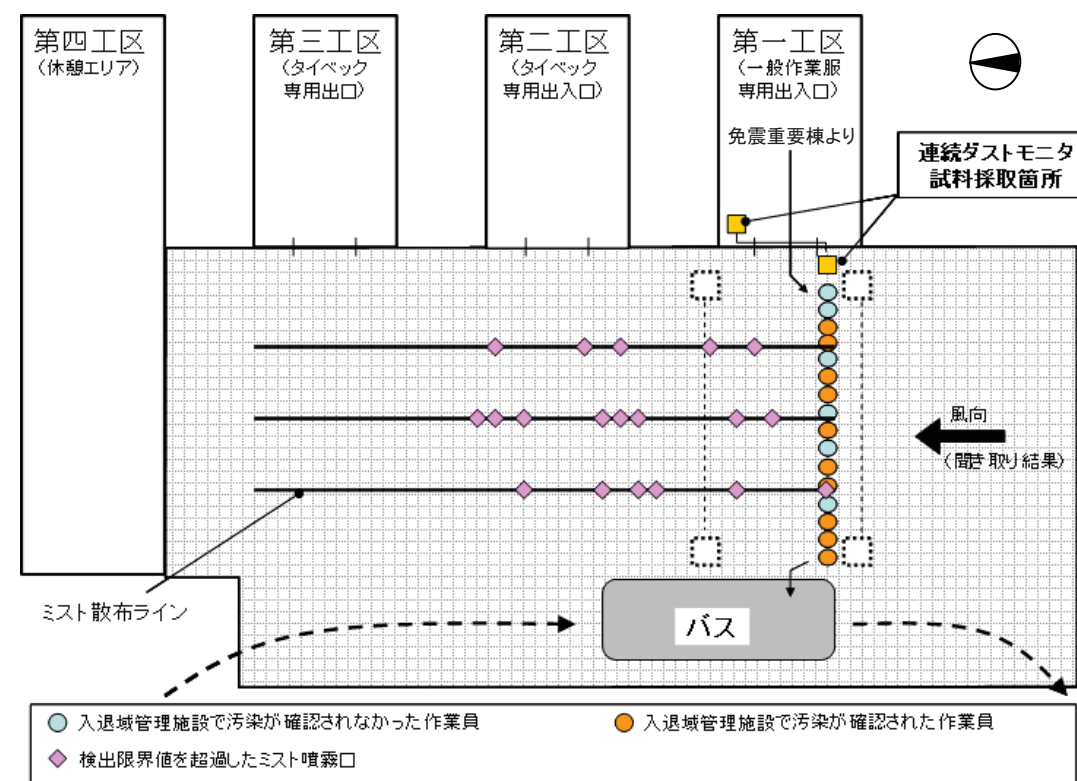 第四工区
（休憩エリア）
第三工区
（タイベック
専用出口）
第二工区
（タイベック
専用出入口）
第一工区
（一般作業服
専用出入口）
免震重要棟より
連続ダストモニタ
試料採取箇所
風向
（聞き取り結果）
ミスト散布ライン
バス
入退域管理施設で汚染が確認されなかった作業員
入退域管理施設で汚染が確認された作業員
検出限界値を超過したミスト噴霧口